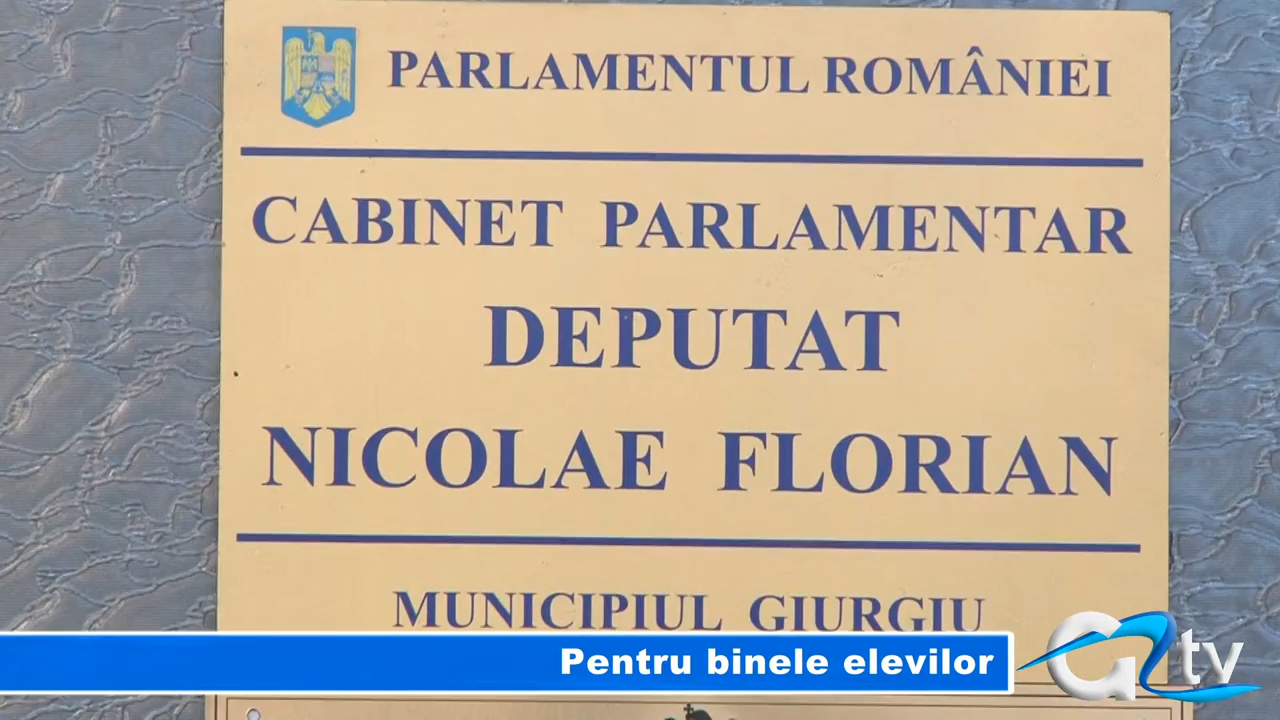 PARLAMENTUL ROMÂNIEI
CABINET PARLAMENTAR
DEPUTAT
NICOLAE FLORIAN
MUNICIPIUL GIURGIU
Pentru binele elevilor
tv